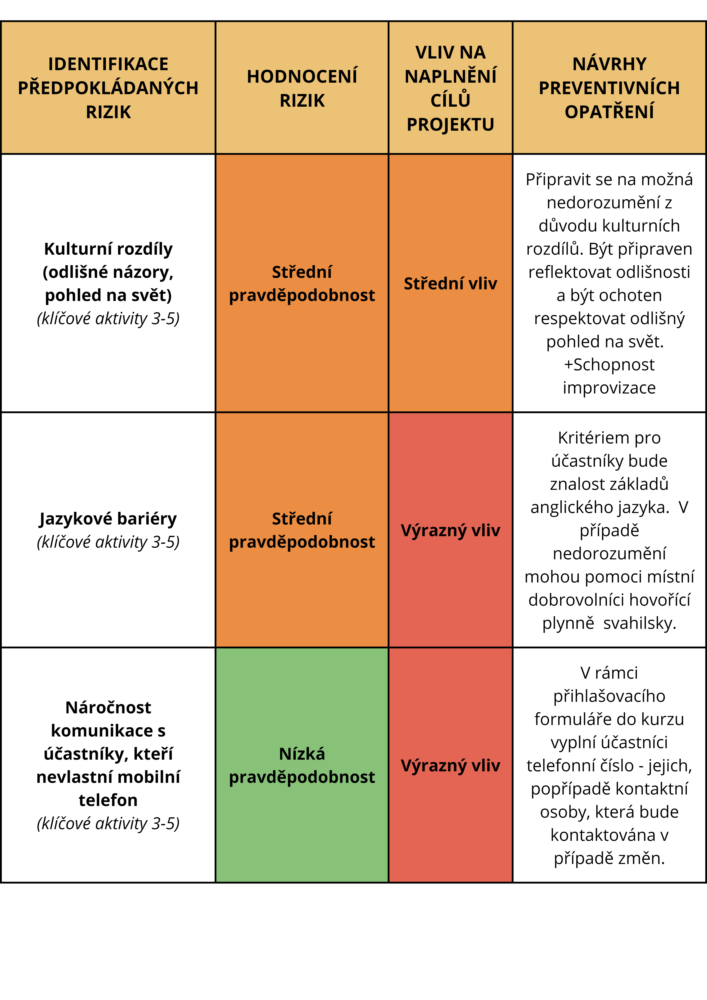 IDENTIFIKACE
PŘEDPOKLÁDANÝCH
RIZIK
HODNOCENÍ
RIZIK
VLIV NA
NAPLNĚNÍ
CÍLŮ
PROJEKTU
NÁVRHY
PREVENTIVNÍCH
OPATŘENÍ
Kulturní rozdíly
(odlišné názory,
pohled na svět)
(klíčové aktivity 3-5)
Střední
pravděpodobnost
Střední vliv
Připravit se na možná
nedorozumění z
důvodu kulturních
rozdílů. Být připraven
reflektovat odlišnosti
a být ochoten
respektovat odlišný
pohled na svět.
+Schopnost
improvizace
Jazykové bariéry
(klíčové aktivity 3-5)
Střední
pravděpodobnost
Výrazný vliv
Kritériem pro
účastníky bude
znalost základů
anglického jazyka.  V
případě
nedorozumění
mohou pomoci místní
dobrovolníci hovořící
plynně  svahilsky.
Náročnost
komunikace s
účastníky, kteří
nevlastní mobilní
telefon
(klíčové aktivity 3-5)
Nízká
pravděpodobnost
Výrazný vliv
V rámci
přihlašovacího
formuláře do kurzu
vyplní účastníci
telefonní číslo - jejich,
popřípadě kontaktní
osoby, která bude
kontaktována v
případě změn.